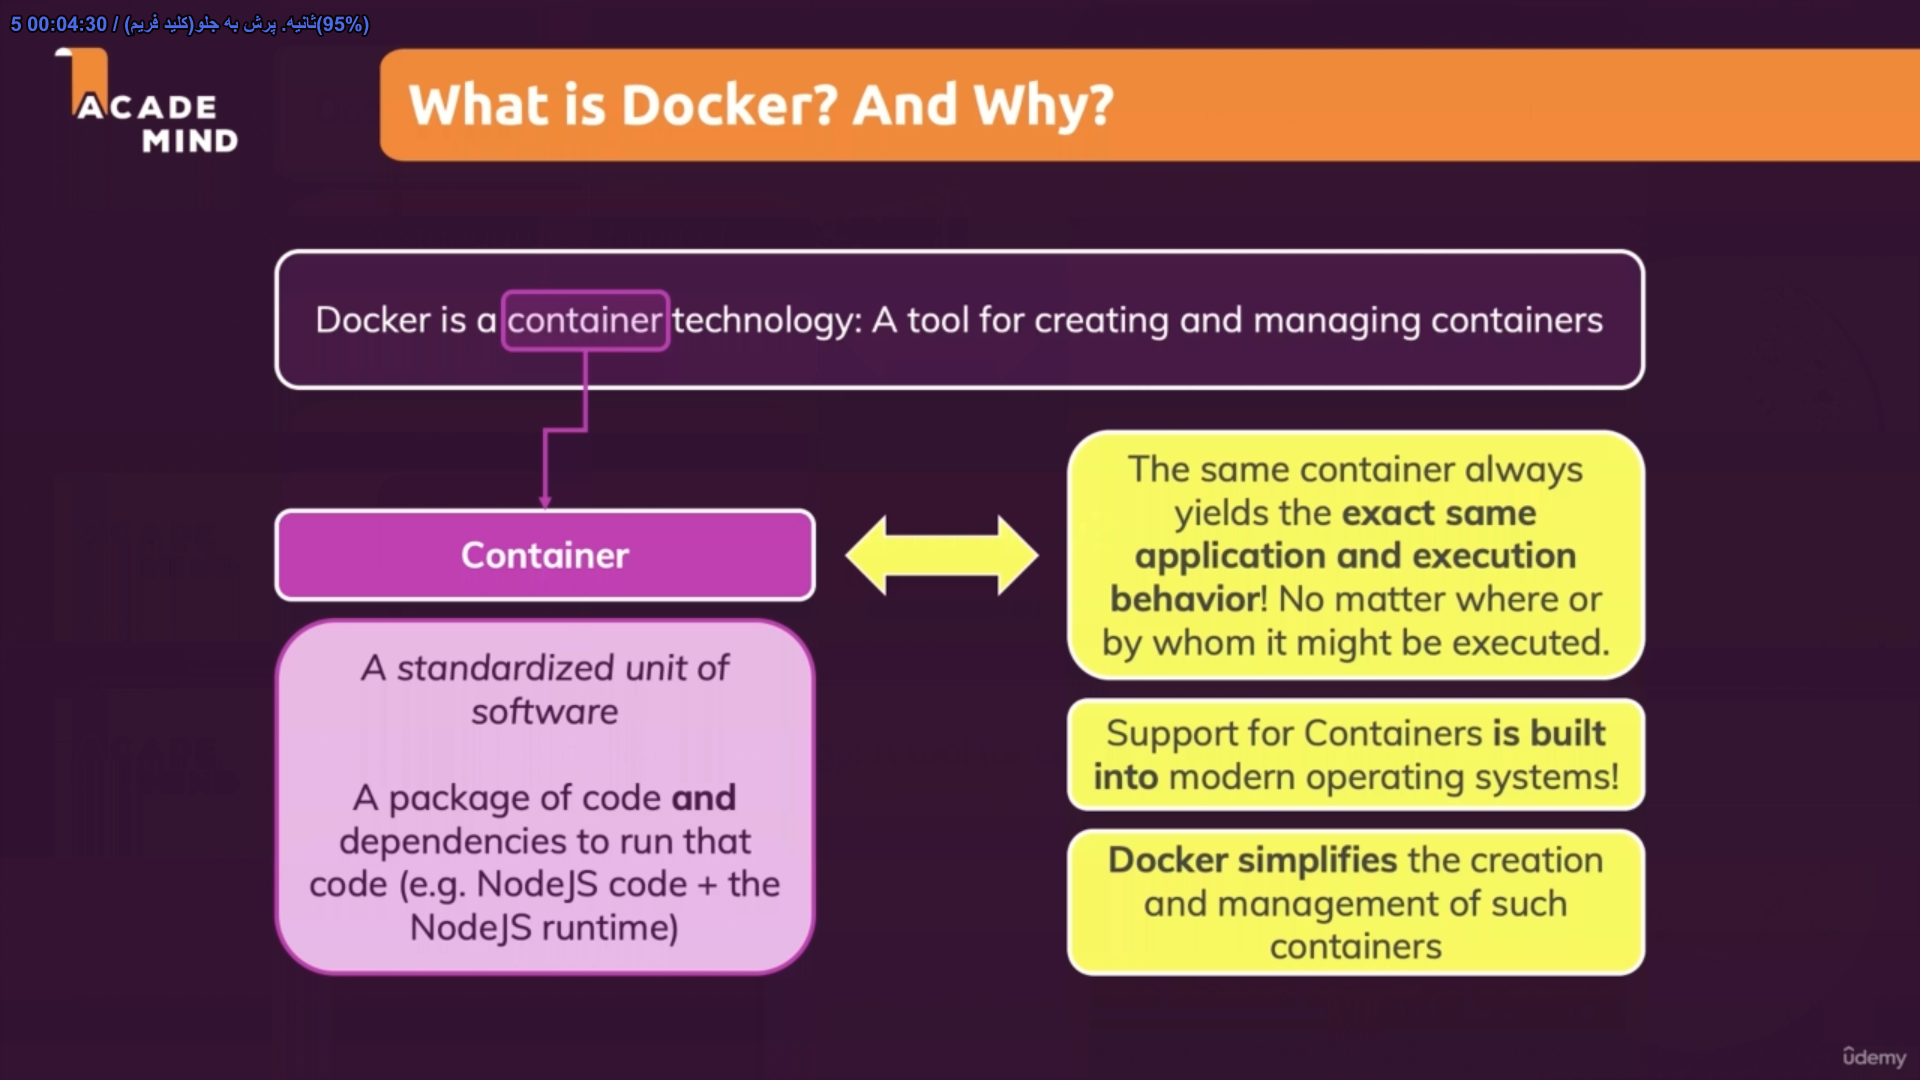 5 00:04:30 / ثانیه. پرش به جلو(کلید فریم)(95%)
ACADE
MIND
What is Docker? And Why?
Docker is a container technology: A tool for creating and managing containers
Container
A standardized unit of
software
A package of code and
dependencies to run that
code (e.g. NodeJS code + the
NodeJS runtime)
The same container always
yields the exact same
application and execution
behavior! No matter where or
by whom it might be executed.
Support for Containers is built
into modern operating systems!
Docker simplifies the creation
and management of such
containers
ûdemy